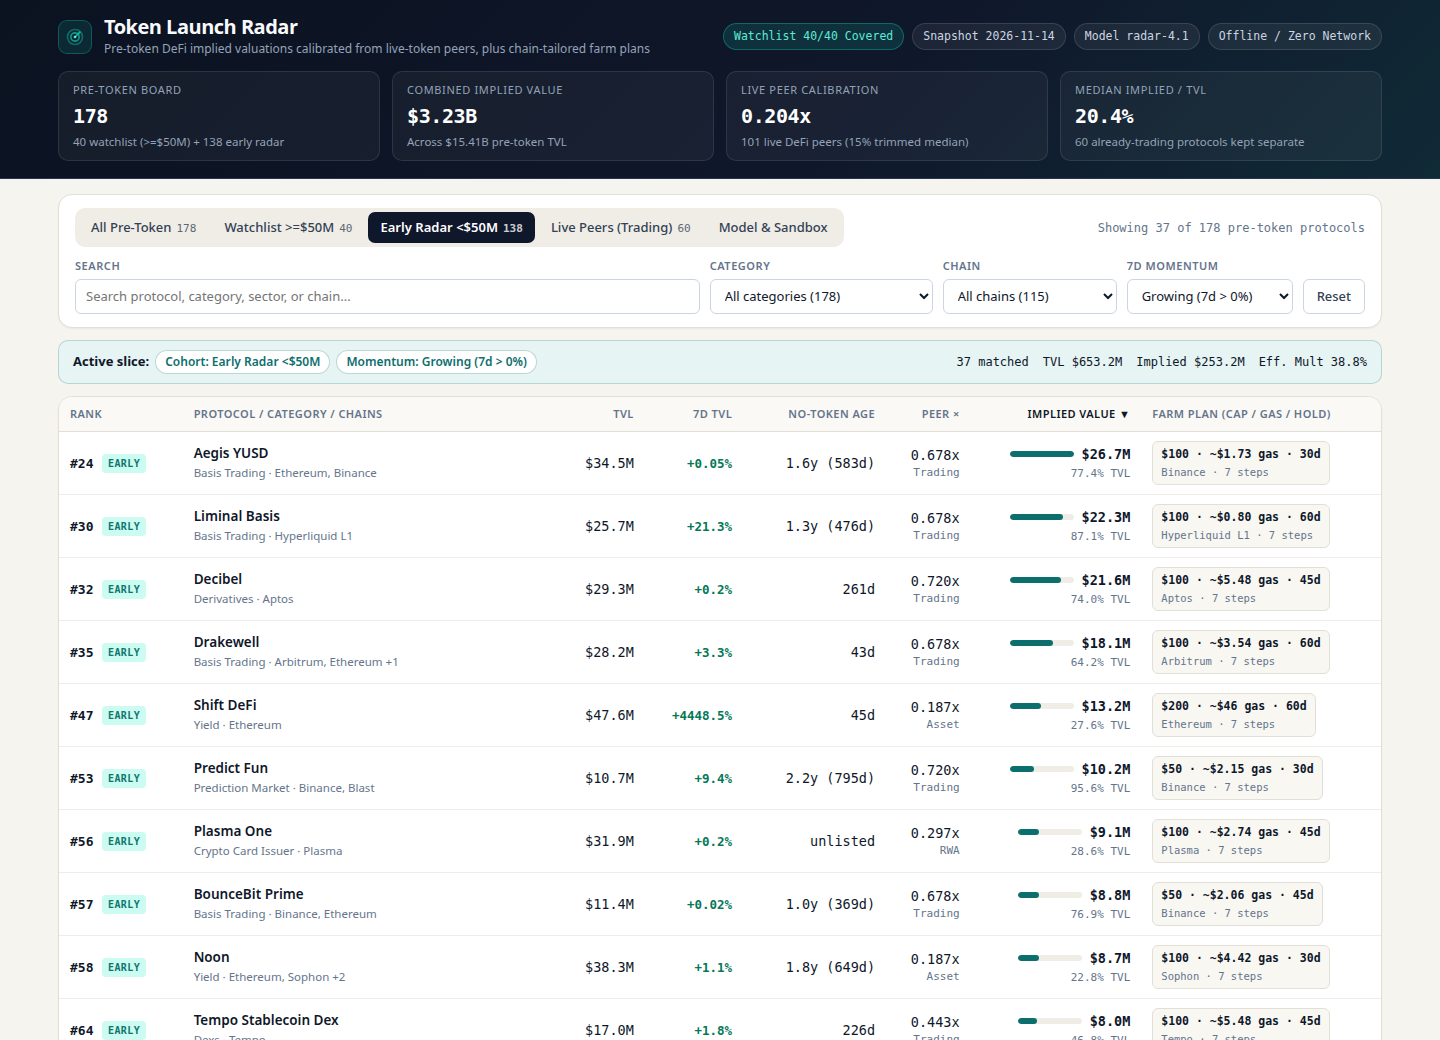 Token Launch Radar
Pre-token DeFi implied valuations calibrated from live-token peers, plus chain-tailored farm plans
Watchlist 40/40 Covered
Snapshot 2026-11-14
Model radar-4.1
Offline / Zero Network
PRE-TOKEN BOARD
178
40 watchlist (>=$50M) + 138 early radar
COMBINED IMPLIED VALUE
$3.23B
Across $15.41B pre-token TVL
LIVE PEER CALIBRATION
0.204x
101 live DeFi peers (15% trimmed median)
MEDIAN IMPLIED / TVL
20.4%
60 already-trading protocols kept separate
All Pre-Token 178
Watchlist >=$50M 40
Early Radar <$50M 138
Live Peers (Trading) 60
Model & Sandbox
Showing 37 of 178 pre-token protocols
SEARCH
CATEGORY
CHAIN
7D MOMENTUM
Search protocol, category, sector, or chain...
All categories (178)
All chains (115)
Growing (7d > 0%)
Reset
Active slice:
Cohort: Early Radar <$50M
Momentum: Growing (7d > 0%)
37 matched TVL $653.2M Implied $253.2M Eff. Mult 38.8%
RANK
PROTOCOL / CATEGORY / CHAINS
TVL
7D TVL
NO-TOKEN AGE
PEER ×
IMPLIED VALUE ▼
FARM PLAN (CAP / GAS / HOLD)
#24 EARLY
Aegis YUSD
Basis Trading · Ethereum, Binance
$34.5M
+0.05%
1.6y (583d)
0.678x
Trading
$26.7M
77.4% TVL
$100 · ~$1.73 gas · 30d
Binance · 7 steps
#30 EARLY
Liminal Basis
Basis Trading · Hyperliquid L1
$25.7M
+21.3%
1.3y (476d)
0.678x
Trading
$22.3M
87.1% TVL
$100 · ~$0.80 gas · 60d
Hyperliquid L1 · 7 steps
#32 EARLY
Decibel
Derivatives · Aptos
$29.3M
+0.2%
261d
0.720x
Trading
$21.6M
74.0% TVL
$100 · ~$5.48 gas · 45d
Aptos · 7 steps
#35 EARLY
Drakewell
Basis Trading · Arbitrum, Ethereum +1
$28.2M
+3.3%
43d
0.678x
Trading
$18.1M
64.2% TVL
$100 · ~$3.54 gas · 60d
Arbitrum · 7 steps
#47 EARLY
Shift DeFi
Yield · Ethereum
$47.6M
+4448.5%
45d
0.187x
Asset
$13.2M
27.6% TVL
$200 · ~$46 gas · 60d
Ethereum · 7 steps
#53 EARLY
Predict Fun
Prediction Market · Binance, Blast
$10.7M
+9.4%
2.2y (795d)
0.720x
Trading
$10.2M
95.6% TVL
$50 · ~$2.15 gas · 30d
Binance · 7 steps
#56 EARLY
Plasma One
Crypto Card Issuer · Plasma
$31.9M
+0.2%
unlisted
0.297x
RWA
$9.1M
28.6% TVL
$100 · ~$2.74 gas · 45d
Plasma · 7 steps
#57 EARLY
BounceBit Prime
Basis Trading · Binance, Ethereum
$11.4M
+0.02%
1.0y (369d)
0.678x
Trading
$8.8M
76.9% TVL
$50 · ~$2.06 gas · 45d
Binance · 7 steps
#58 EARLY
Noon
Yield · Ethereum, Sophon +2
$38.3M
+1.1%
1.8y (649d)
0.187x
Asset
$8.7M
22.8% TVL
$100 · ~$4.42 gas · 30d
Sophon · 7 steps
#64 EARLY
Tempo Stablecoin Dex
Dexs · Tempo
$17.0M
+1.8%
226d
0.443x
Trading
$8.0M
46.8% TVL
$100 · ~$5.48 gas · 45d
Tempo · 7 steps